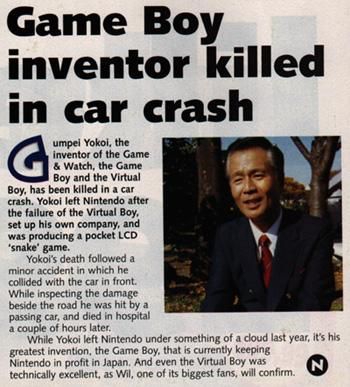 Game Boy
inventor killed
in car crash
Gumpei Yokoi, the
inventor of the Game
& Watch, the Game
Boy and the Virtual
Boy, has been killed in a car
crash. Yokoi left Nintendo after
the failure of the Virtual Boy,
set up his own company, and
was producing a pocket LCD
'snake' game.
Yokoi's death followed a
minor accident in which he
collided with the car in front.
While inspecting the damage
beside the road he was hit by a
passing car, and died in hospital
a couple of hours later.
While Yokoi left Nintendo under something of a cloud last year, it's his
greatest invention, the Game Boy, that is currently keeping
Nintendo in profit in Japan. And even the Virtual Boy was
technically excellent, as Wil, one of its biggest fans, will confirm.
N